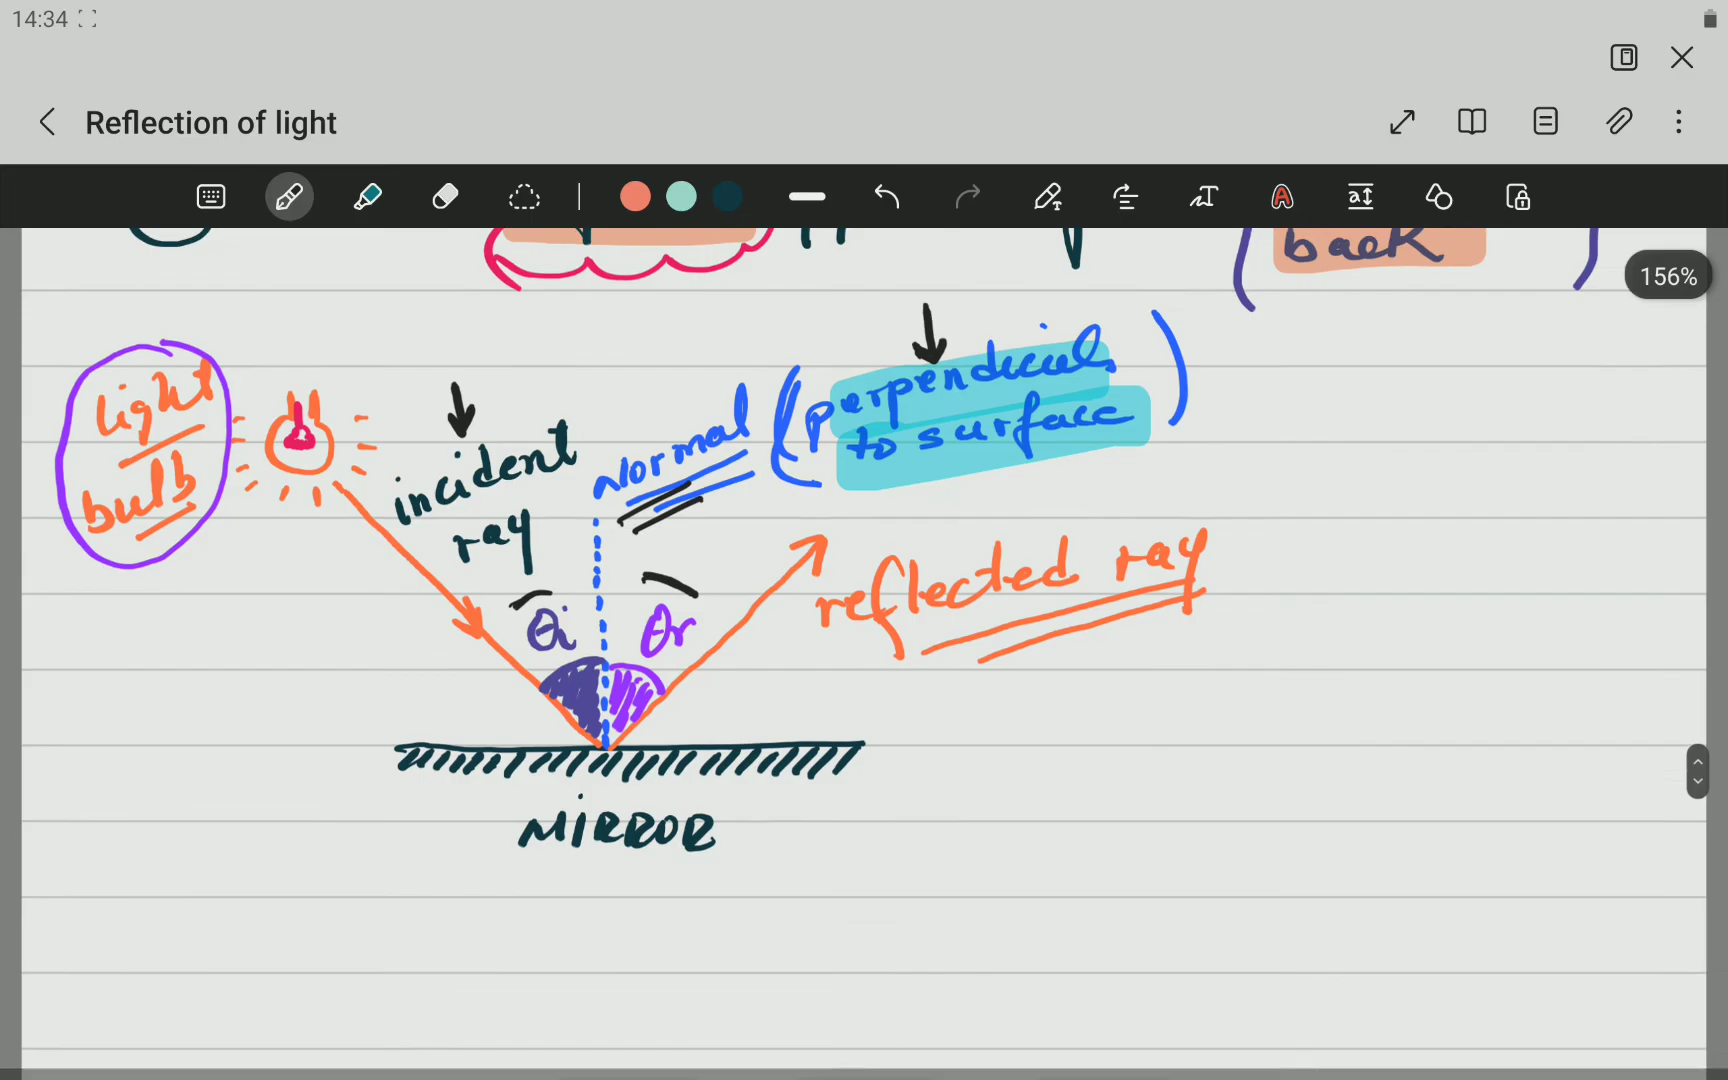 14:34
Reflection of light
156%
back
light
bulb
incident
ray
Normal
(perpendicul
to surface)
θi
θr
reflected ray
MiRROR